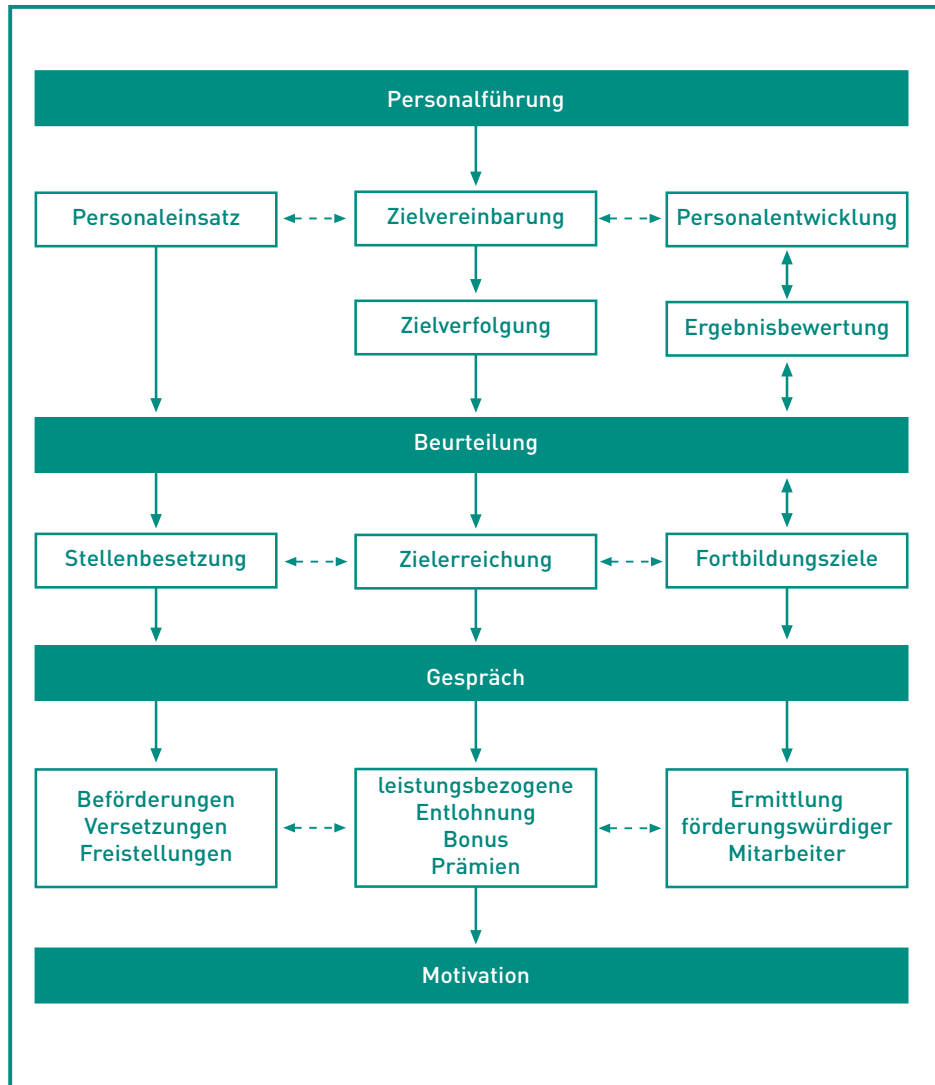 Personalführung
Personaleinsatz
Zielvereinbarung
Personalentwicklung
Zielverfolgung
Ergebnisbewertung
Beurteilung
Stellenbesetzung
Zielerreichung
Fortbildungsziele
Gespräch
Beförderungen
Versetzungen
Freistellungen
leistungsbezogene
Entlohnung
Bonus
Prämien
Ermittlung
förderungswürdiger
Mitarbeiter
Motivation